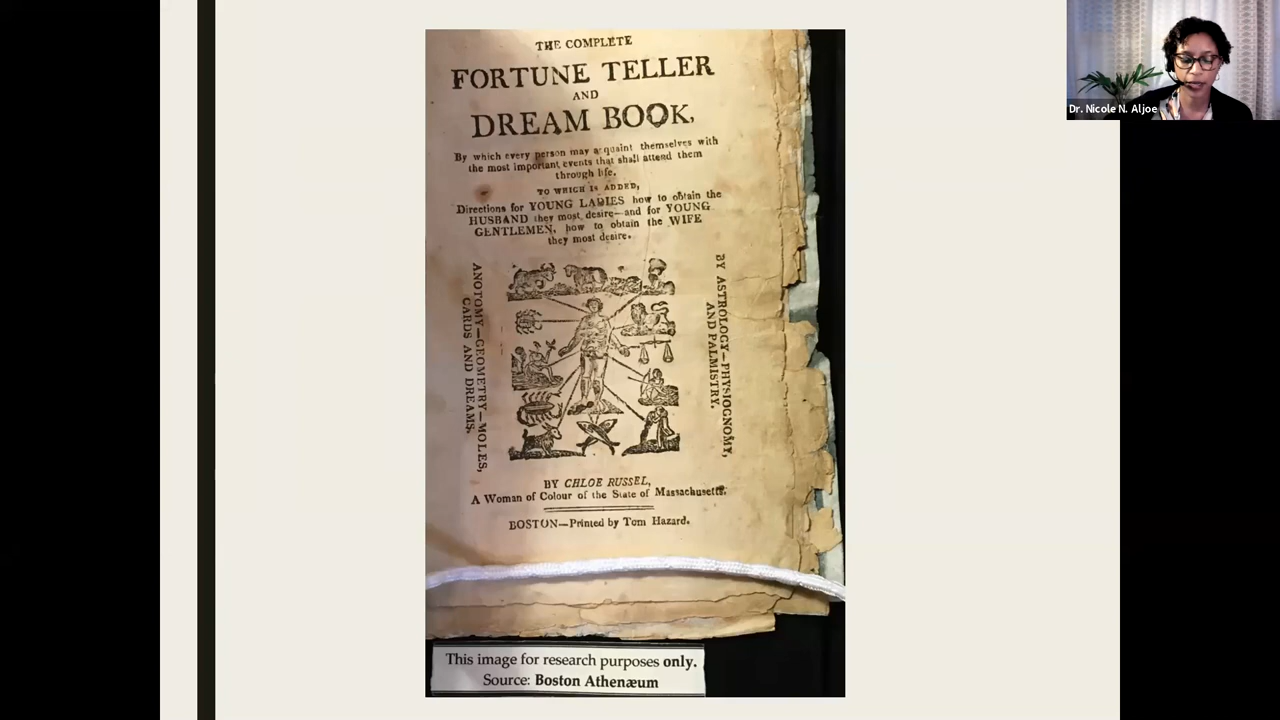 THE COMPLETE
FORTUNE TELLER
AND
DREAM BOOK,
By which every person may acquaint themselves with
the most important events that shall attend them
through life.
TO WHICH IS ADDED,
Directions for YOUNG LADIES how to obtain the
HUSBAND they most desire—and for YOUNG
GENTLEMEN, how to obtain the WIFE
they most desire.
ANOTOMY—GEOMETRY—MOLES,
CARDS AND DREAMS.
BY ASTROLOGY—PHYSIOGNOMY,
AND PALMISTRY.
BY CHLOE RUSSEL,
A Woman of Colour of the State of Massachusetts.
BOSTON—Printed by Tom Hazard.
This image for research purposes only.
Source: Boston Athenæum
Dr. Nicole N. Aljoe